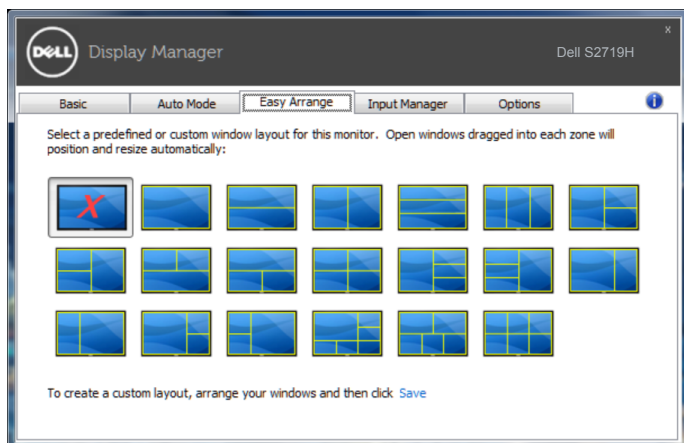 x
DELL Display Manager Dell S2719H
Basic Auto Mode Easy Arrange Input Manager Options
Select a predefined or custom window layout for this monitor. Open windows dragged into each zone will
position and resize automatically:
To create a custom layout, arrange your windows and then click Save